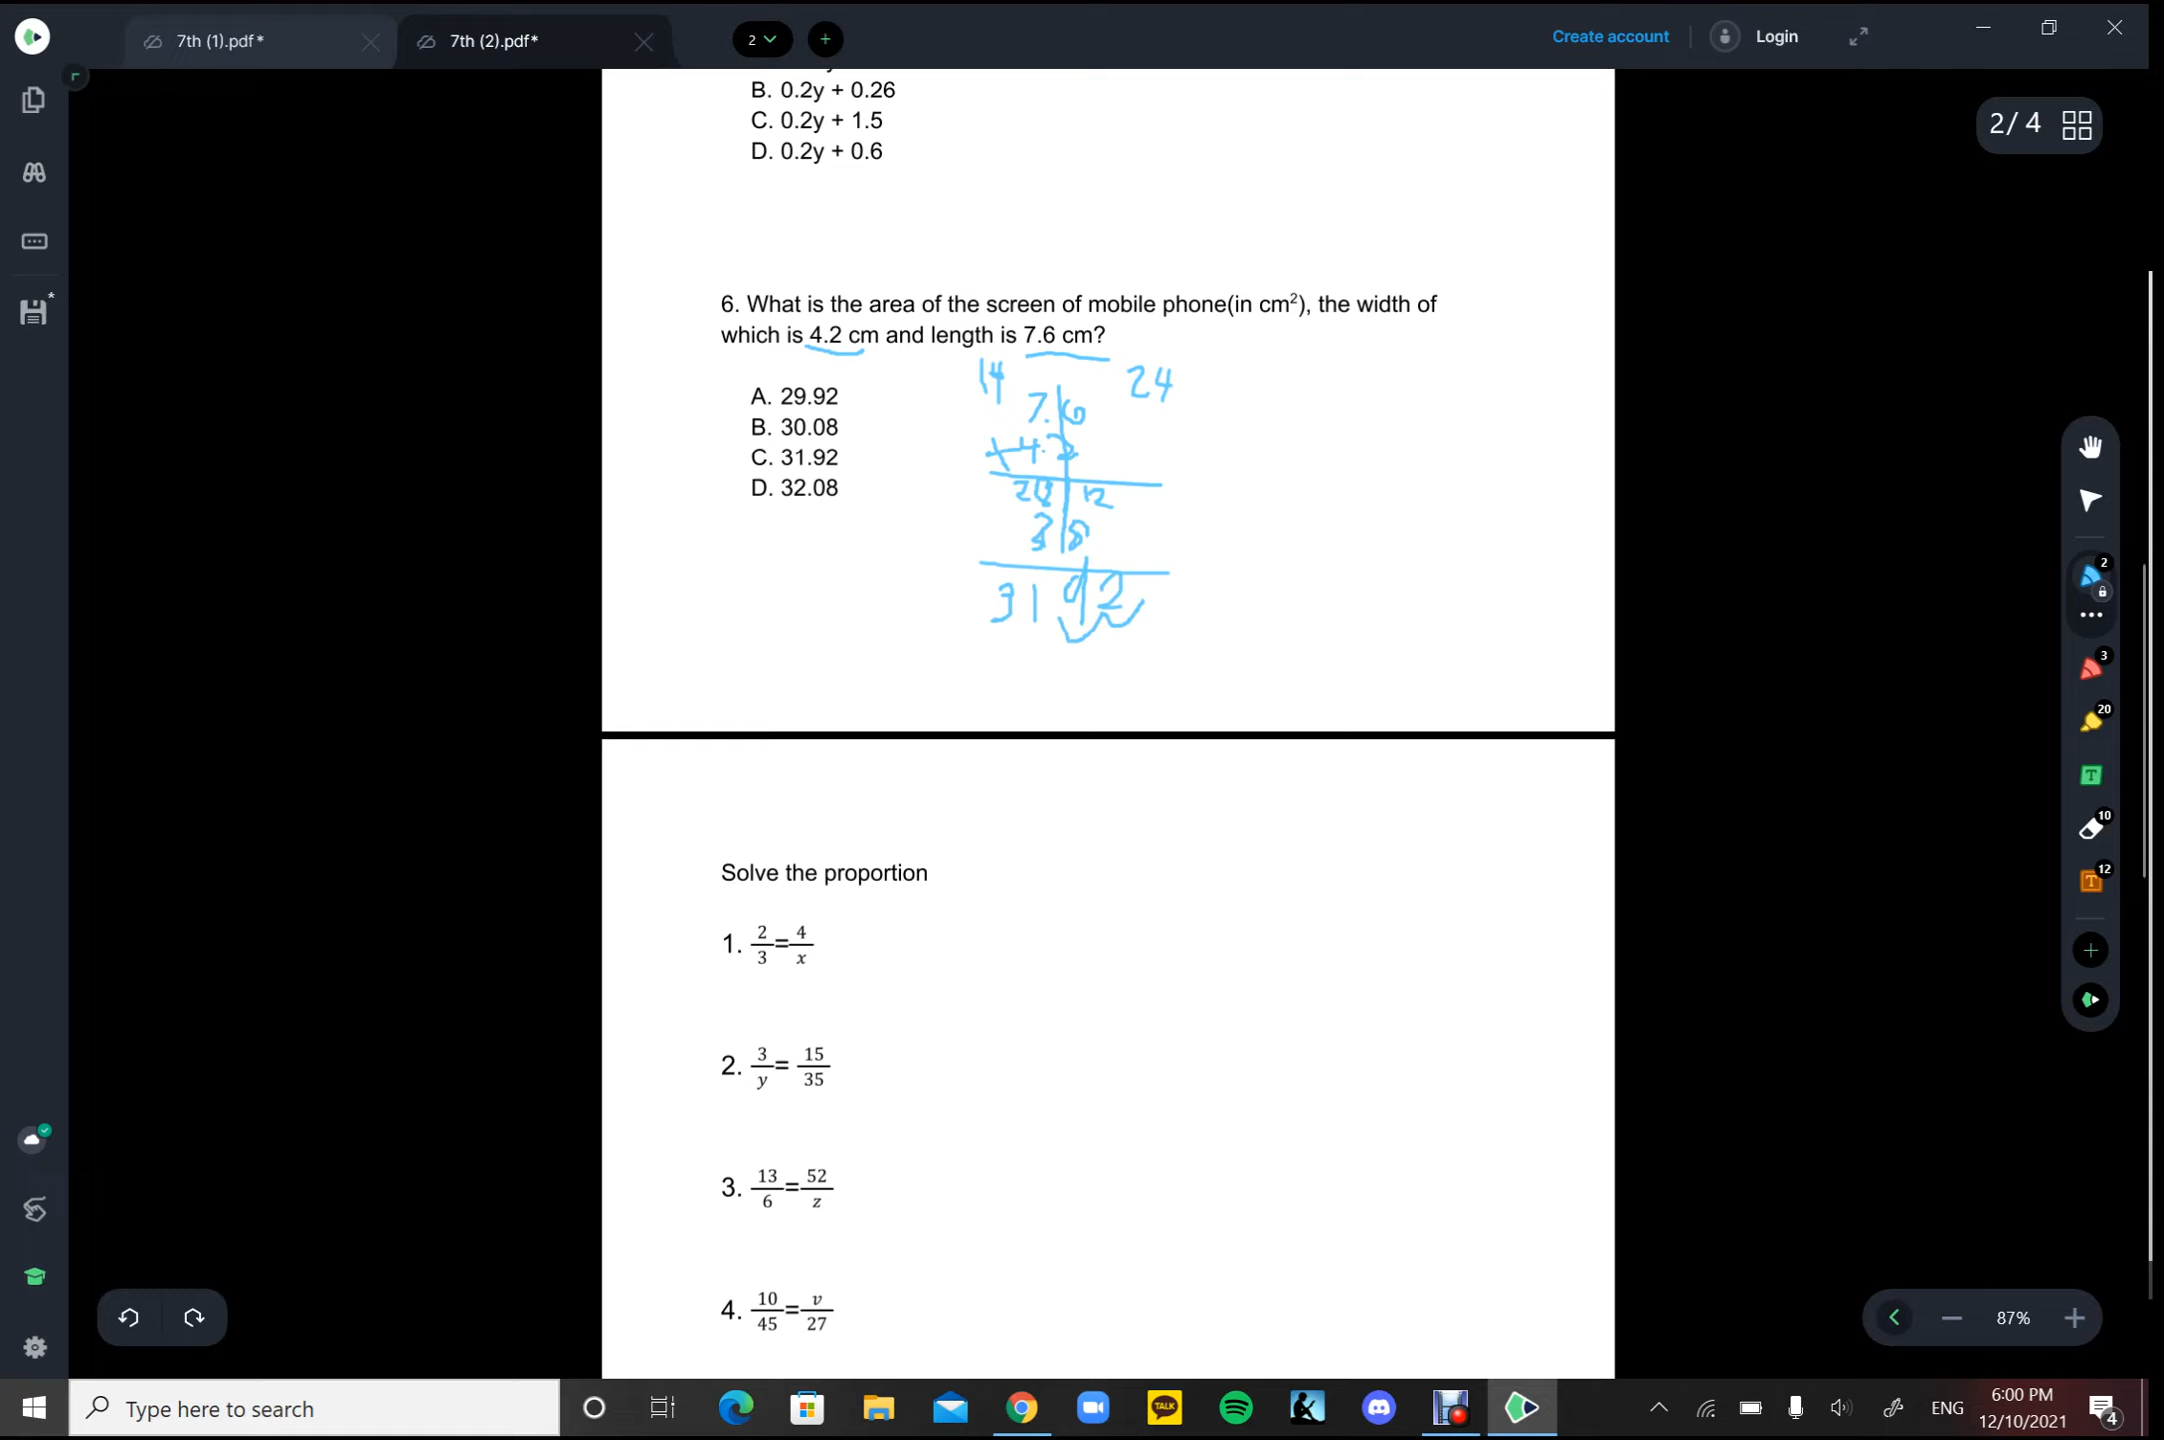 7th (1).pdf*
7th (2).pdf*
2
Create account
Login
B. 0.2y + 0.26
C. 0.2y + 1.5
D. 0.2y + 0.6
2/ 4
6. What is the area of the screen of mobile phone(in cm²), the width of
which is 4.2 cm and length is 7.6 cm?
14
24
7.6
×4.2
A. 29.92
B. 30.08
C. 31.92
D. 32.08
12
38
31 92
2
3
20
T
10
T
12
Solve the proportion
1. 2/3=4/x
2. 3/y= 15/35
3. 13/6=52/z
4. 10/45=v/27
87%
Type here to search
TALK
ENG
6:00 PM
12/10/2021
4